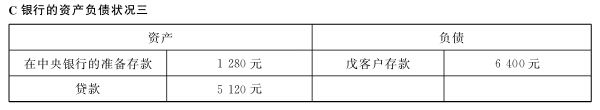 C 银行的资产负债状况三
资产 负债
在中央银行的准备存款 1 280 元 戊客户存款 6 400 元
贷款 5 120 元